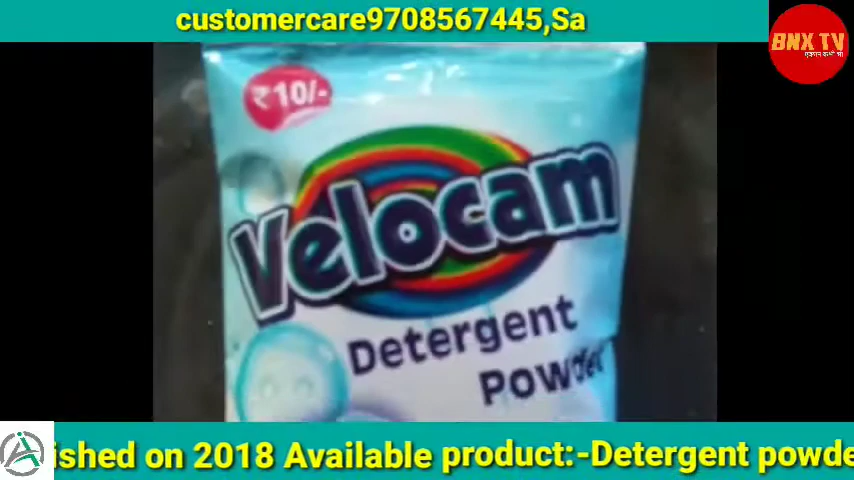 customercare9708567445,Sa
BNX TV
₹10/-
Velocam
Detergent
Powder
ished on 2018 Available product:-Detergent powde